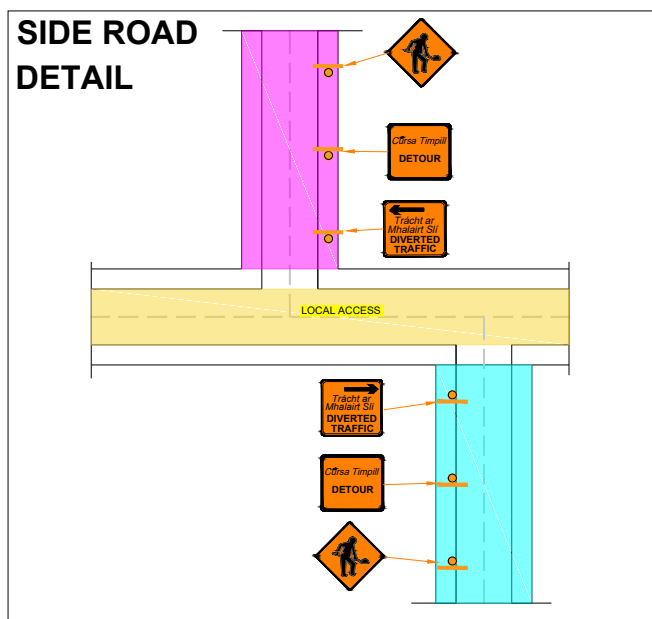 SIDE ROAD
DETAIL
Cúrsa Timpill
DETOUR
Trácht ar
Mhalairt Slí
DIVERTED
TRAFFIC
LOCAL ACCESS
Trácht ar
Mhalairt Slí
DIVERTED
TRAFFIC
Cúrsa Timpill
DETOUR